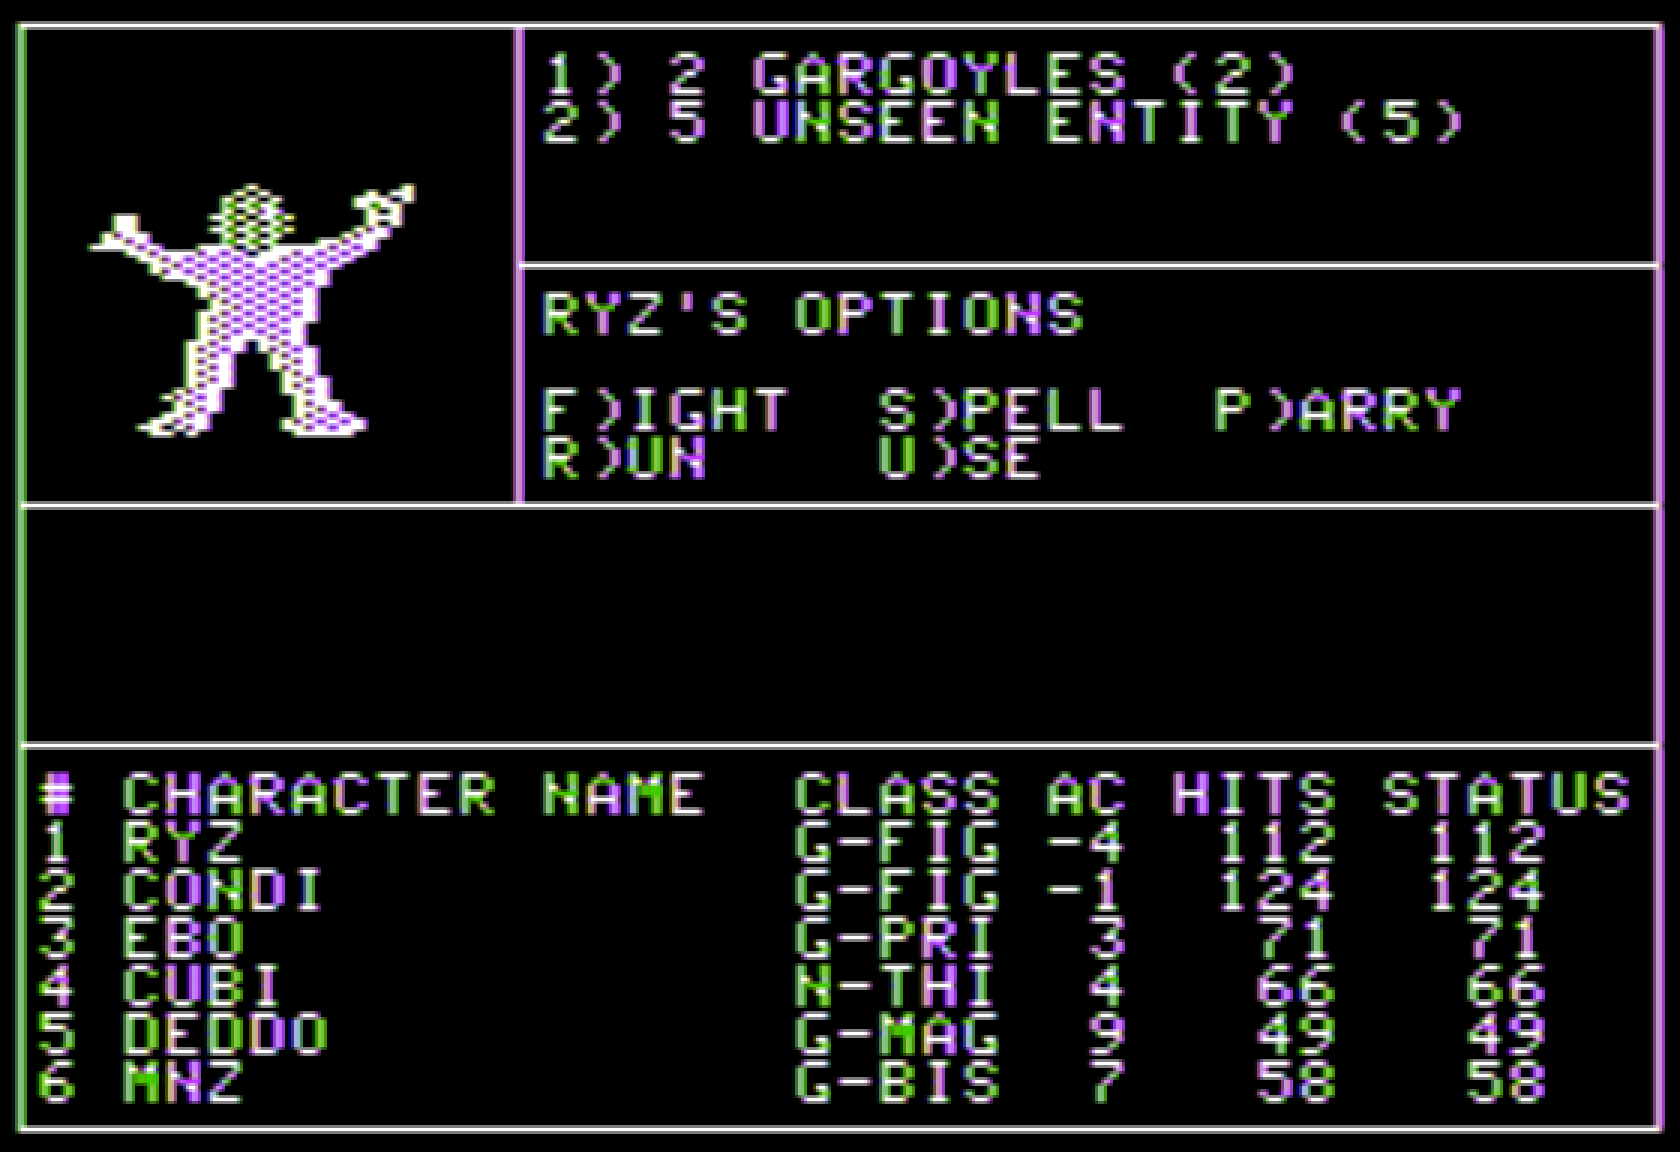 1) 2 GARGOYLES (2)
2) 5 UNSEEN ENTITY (5)
RYZ'S OPTIONS
F)IGHT S)PELL P)ARRY
R)UN U)SE
# CHARACTER NAME CLASS AC HITS STATUS
1 RYZ G-FIG -4 112 112
2 CONDI G-FIG -1 124 124
3 EBO G-PRI 3 71 71
4 CUBI N-THI 4 66 66
5 DEDDO G-MAG 9 49 49
6 MNZ G-BIS 7 58 58